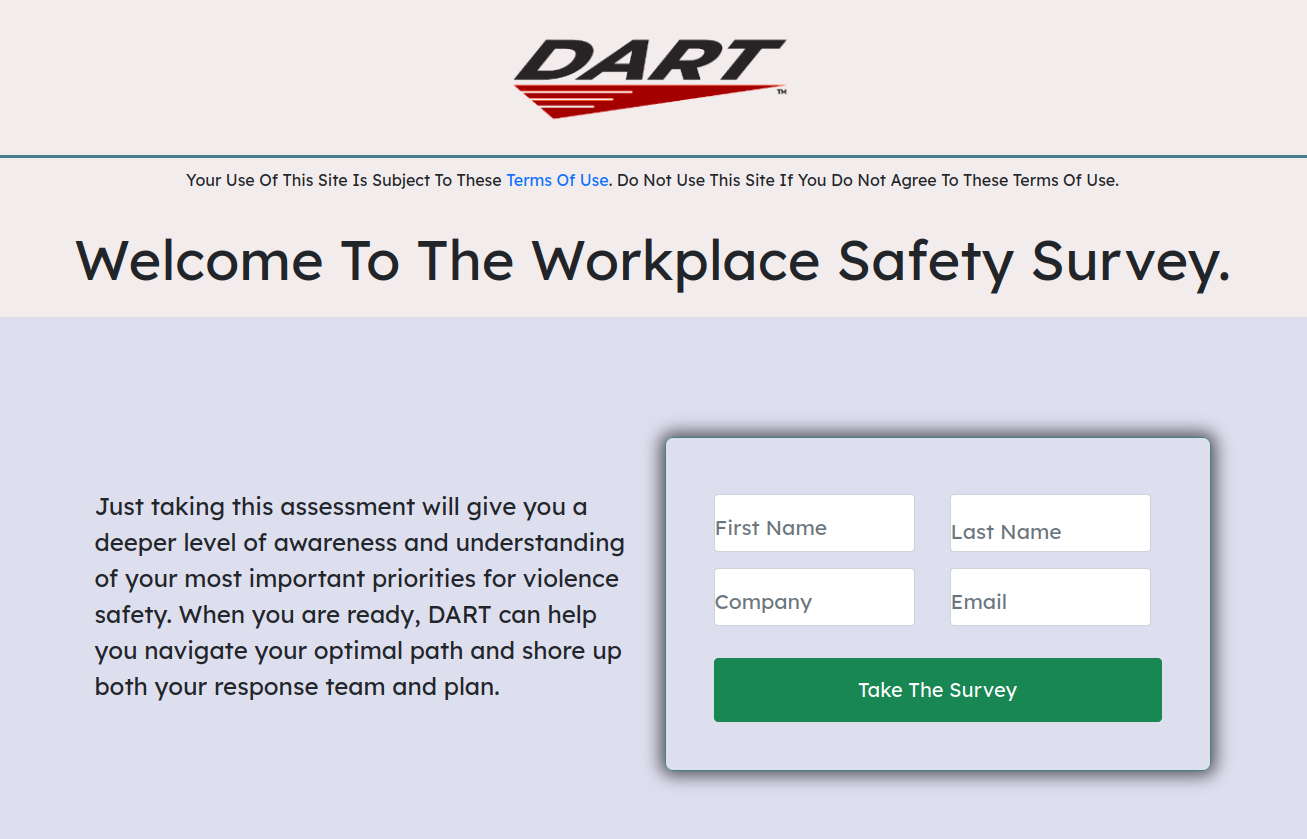 DART
TM
Your Use Of This Site Is Subject To These Terms Of Use. Do Not Use This Site If You Do Not Agree To These Terms Of Use.
Welcome To The Workplace Safety Survey.
Just taking this assessment will give you a
deeper level of awareness and understanding
of your most important priorities for violence
safety. When you are ready, DART can help
you navigate your optimal path and shore up
both your response team and plan.
First Name
Last Name
Company
Email
Take The Survey